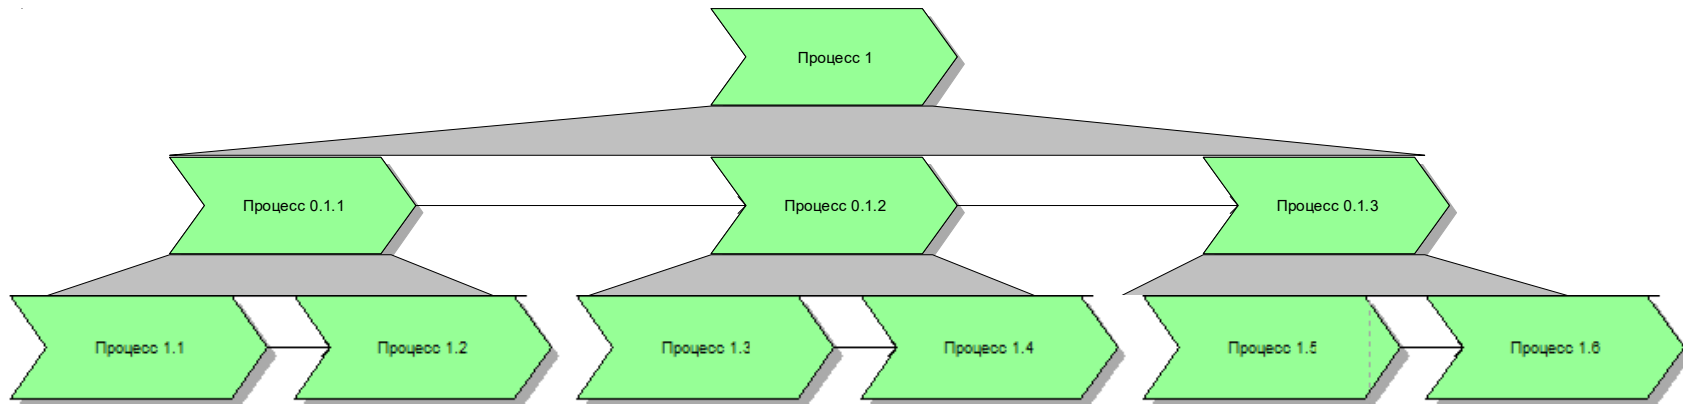 Процесс 1
Процесс 0.1.1
Процесс 0.1.2
Процесс 0.1.3
Процесс 1.1
Процесс 1.2
Процесс 1.3
Процесс 1.4
Процесс 1.5
Процесс 1.6